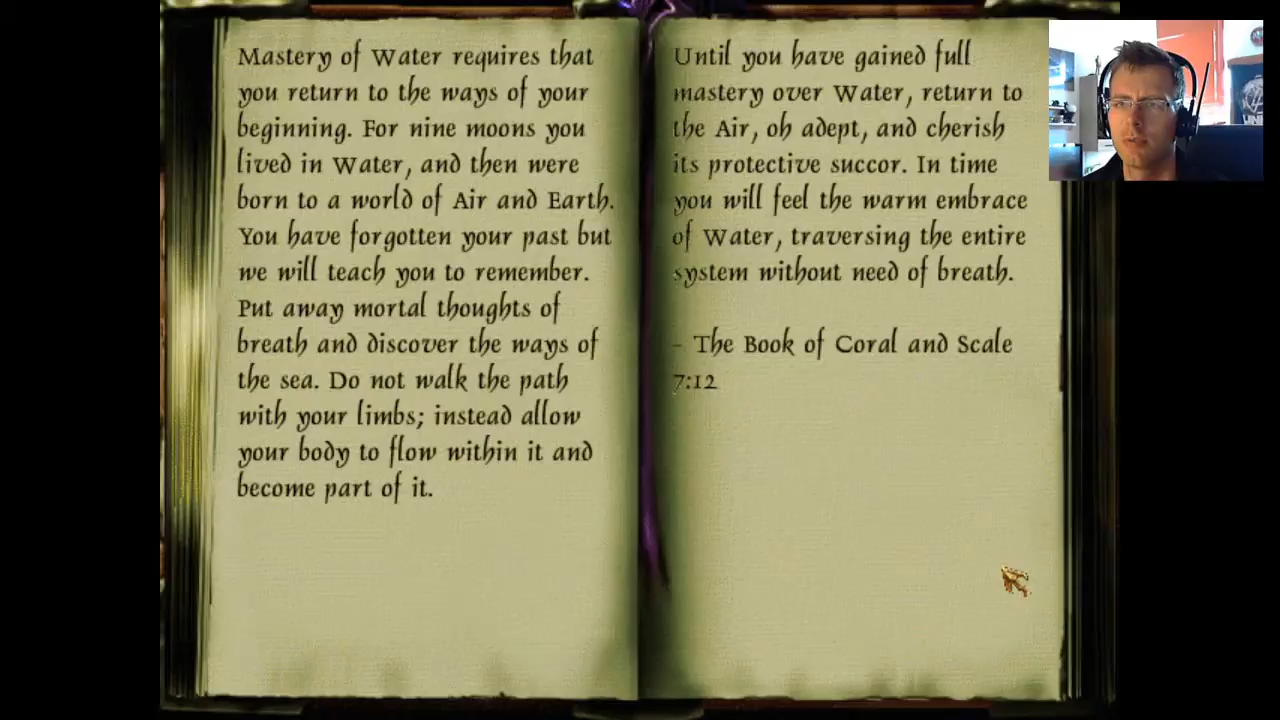 Mastery of Water requires that
you return to the ways of your
beginning. For nine moons you
lived in Water, and then were
born to a world of Air and Earth.
You have forgotten your past but
we will teach you to remember.
Put away mortal thoughts of
breath and discover the ways of
the sea. Do not walk the path
with your limbs; instead allow
your body to flow within it and
become part of it.
Until you have gained full
mastery over Water, return to
the Air, oh adept, and cherish
its protective succor. In time
you will feel the warm embrace
of Water, traversing the entire
system without need of breath.
- The Book of Coral and Scale
7:12